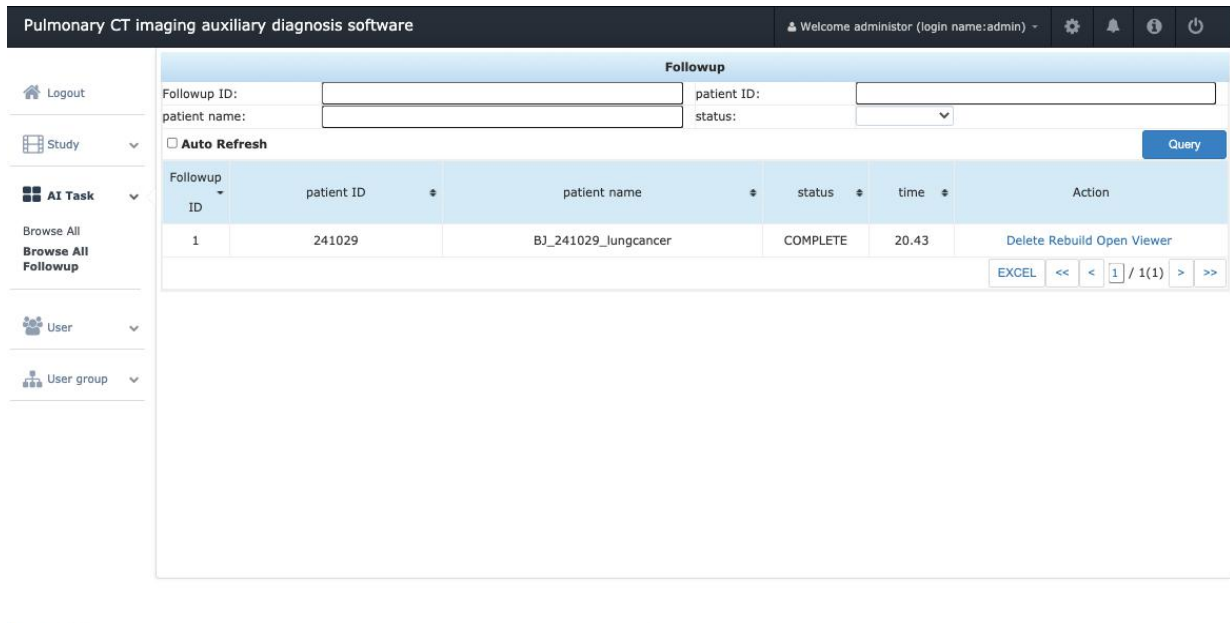 Pulmonary CT imaging auxiliary diagnosis software
Welcome administor (login name:admin)
Logout
Study
AI Task
Browse All
Browse All
Followup
User
User group
Followup
Followup ID:
patient ID:
patient name:
status:
Auto Refresh
Query
Followup ID patient ID patient name status time Action
1 241029 BJ_241029_lungcancer COMPLETE 20.43 Delete Rebuild Open Viewer
EXCEL << < 1 / 1(1) > >>